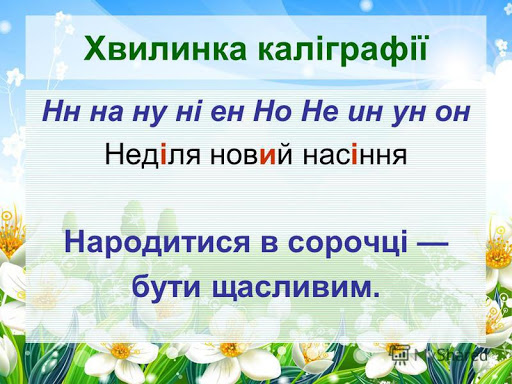 Хвилинка каліграфії
Нн на ну ні ен Но Не ин ун он
Неділя новий насіння
Народитися в сорочці —
бути щасливим.
MyShared